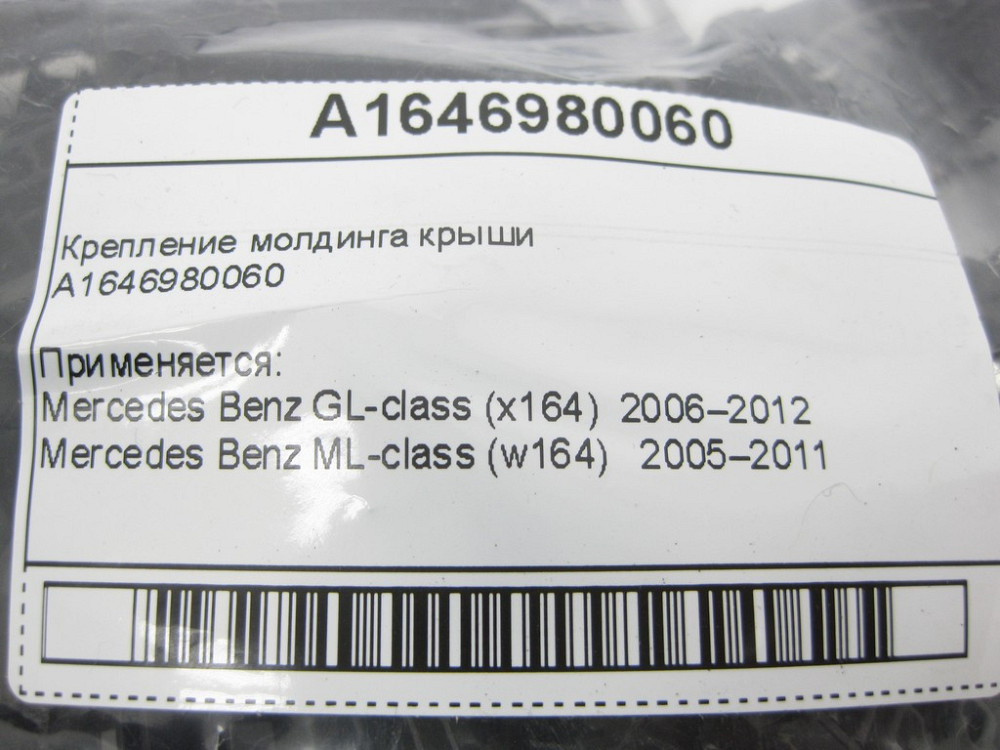 A1646980060
Крепление молдинга крыши
A1646980060
Применяется:
Mercedes Benz GL-class (x164) 2006–2012
Mercedes Benz ML-class (w164) 2005–2011